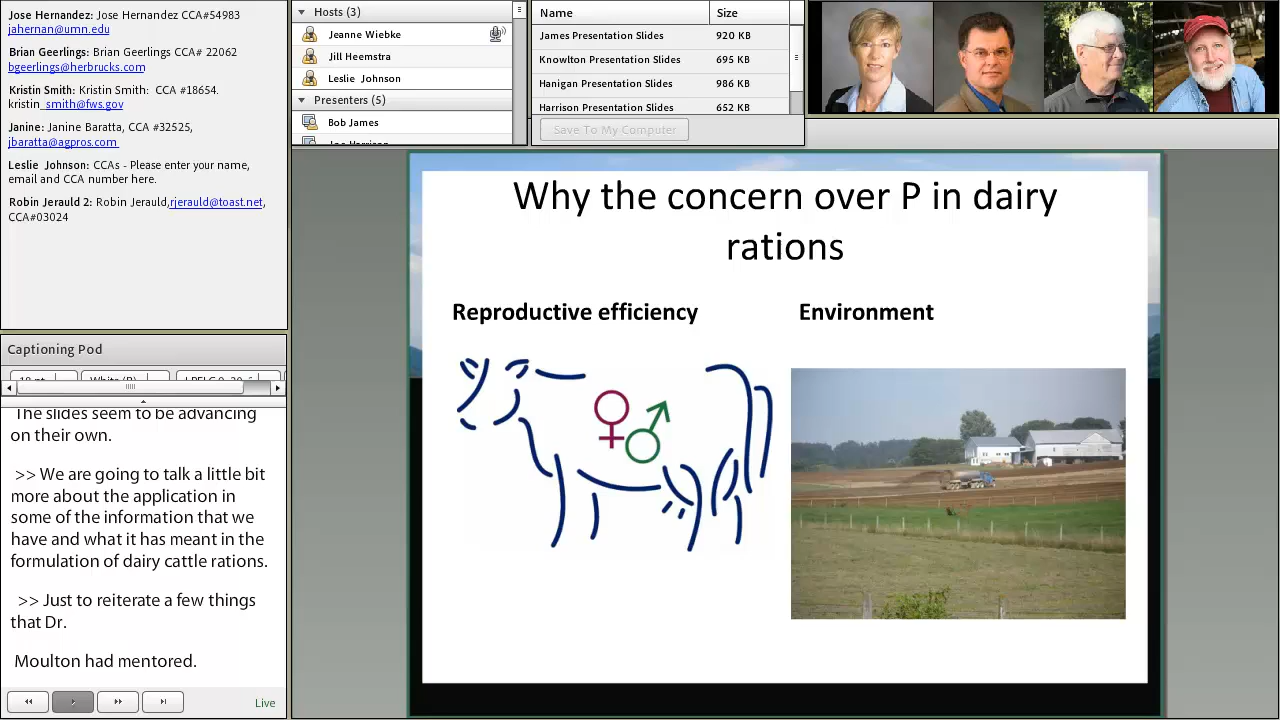 Jose Hernandez: Jose Hernandez CCA#54983
jahernan@umn.edu
Brian Geerlings: Brian Geerlings CCA# 22062
bgeerlings@herbrucks.com
Kristin Smith: Kristin Smith: CCA #18654.
kristin_smith@fws.gov
Janine: Janine Baratta, CCA #32525,
jbaratta@agpros.com
Leslie Johnson: CCAs - Please enter your name,
email and CCA number here.
Robin Jerauld 2: Robin Jerauld,rjerauld@toast.net,
CCA#03024
Captioning Pod
The slides seem to be advancing
on their own.
>> We are going to talk a little bit
more about the application in
some of the information that we
have and what it has meant in the
formulation of dairy cattle rations.
>> Just to reiterate a few things
that Dr.
Moulton had mentored.
Live
Hosts (3)
Jeanne Wiebke
Jill Heemstra
Leslie Johnson
Presenters (5)
Bob James
Name Size
James Presentation Slides 920 KB
Knowlton Presentation Slides 695 KB
Hanigan Presentation Slides 986 KB
Harrison Presentation Slides 652 KB
Save To My Computer
Why the concern over P in dairy
rations
Reproductive efficiency
Environment